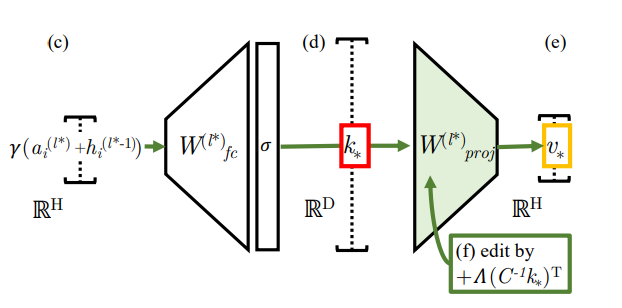 (c)
(d)
(e)
γ(aᵢ⁽ˡ*⁾+hᵢ⁽ˡ*⁻¹⁾)
W⁽ˡ*⁾fc
σ
k*
W⁽ˡ*⁾proj
v*
ℝᴴ
ℝᴰ
ℝᴴ
(f) edit by
+Λ(C⁻¹k*)ᵀ